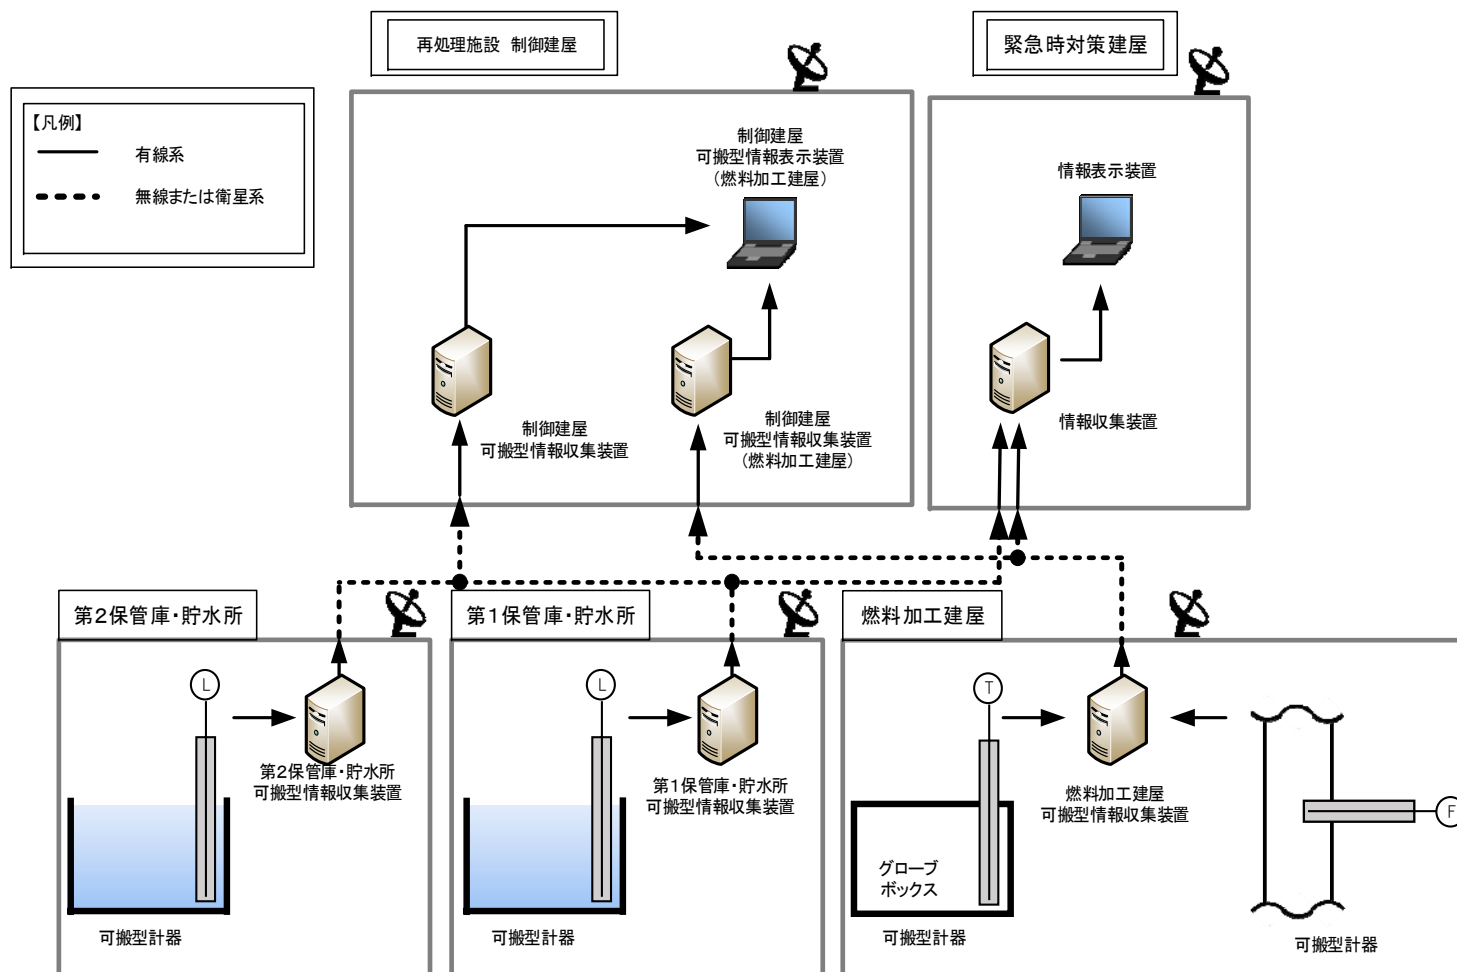 再処理施設 制御建屋
緊急時対策建屋
【凡例】
有線系
無線または衛星系
制御建屋
可搬型情報表示装置
(燃料加工建屋)
情報表示装置
制御建屋
可搬型情報収集装置
制御建屋
可搬型情報収集装置
(燃料加工建屋)
情報収集装置
第2保管庫・貯水所
第1保管庫・貯水所
燃料加工建屋
L
L
T
F
第2保管庫・貯水所
可搬型情報収集装置
第1保管庫・貯水所
可搬型情報収集装置
燃料加工建屋
可搬型情報収集装置
グローブ
ボックス
可搬型計器
可搬型計器
可搬型計器
可搬型計器